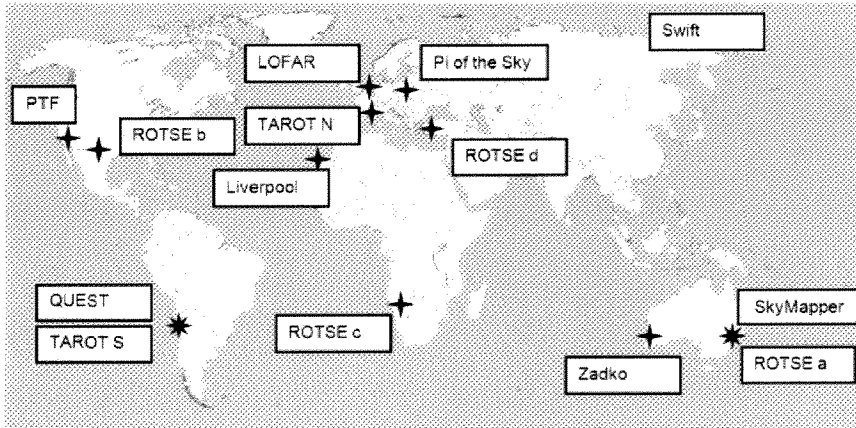 Swift
LOFAR
Pi of the Sky
PTF
ROTSE b
TAROT N
ROTSE d
Liverpool
QUEST
TAROT S
ROTSE c
SkyMapper
Zadko
ROTSE a